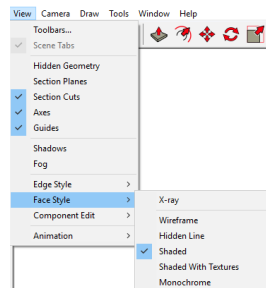 View Camera Draw Tools Window Help
Toolbars...
Scene Tabs
Hidden Geometry
Section Planes
Section Cuts
Axes
Guides
Shadows
Fog
Edge Style
Face Style
Component Edit
Animation
X-ray
Wireframe
Hidden Line
Shaded
Shaded With Textures
Monochrome